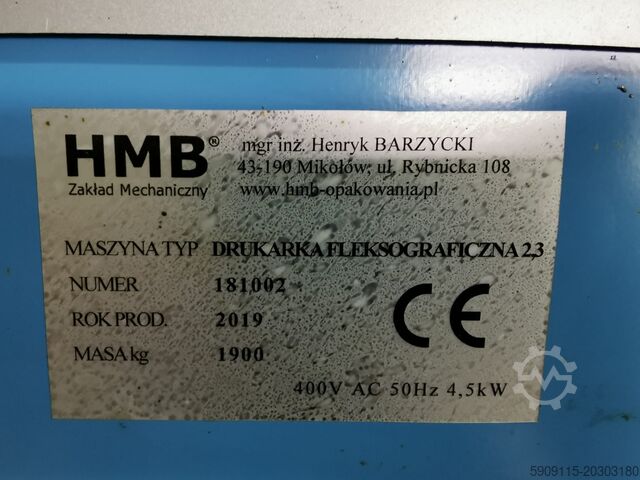 HMB® mgr inż. Henryk BARZYCKI
43-190 Mikołów; ul. Rybnicka 108
Zakład Mechaniczny www.hmb-opakowania.pl
MASZYNA TYP DRUKARKA FLEKSOGRAFICZNA 2,3
NUMER 181002
ROK PROD. 2019
MASA kg 1900
CE
400V AC 50Hz 4,5kW
5909115-20303180